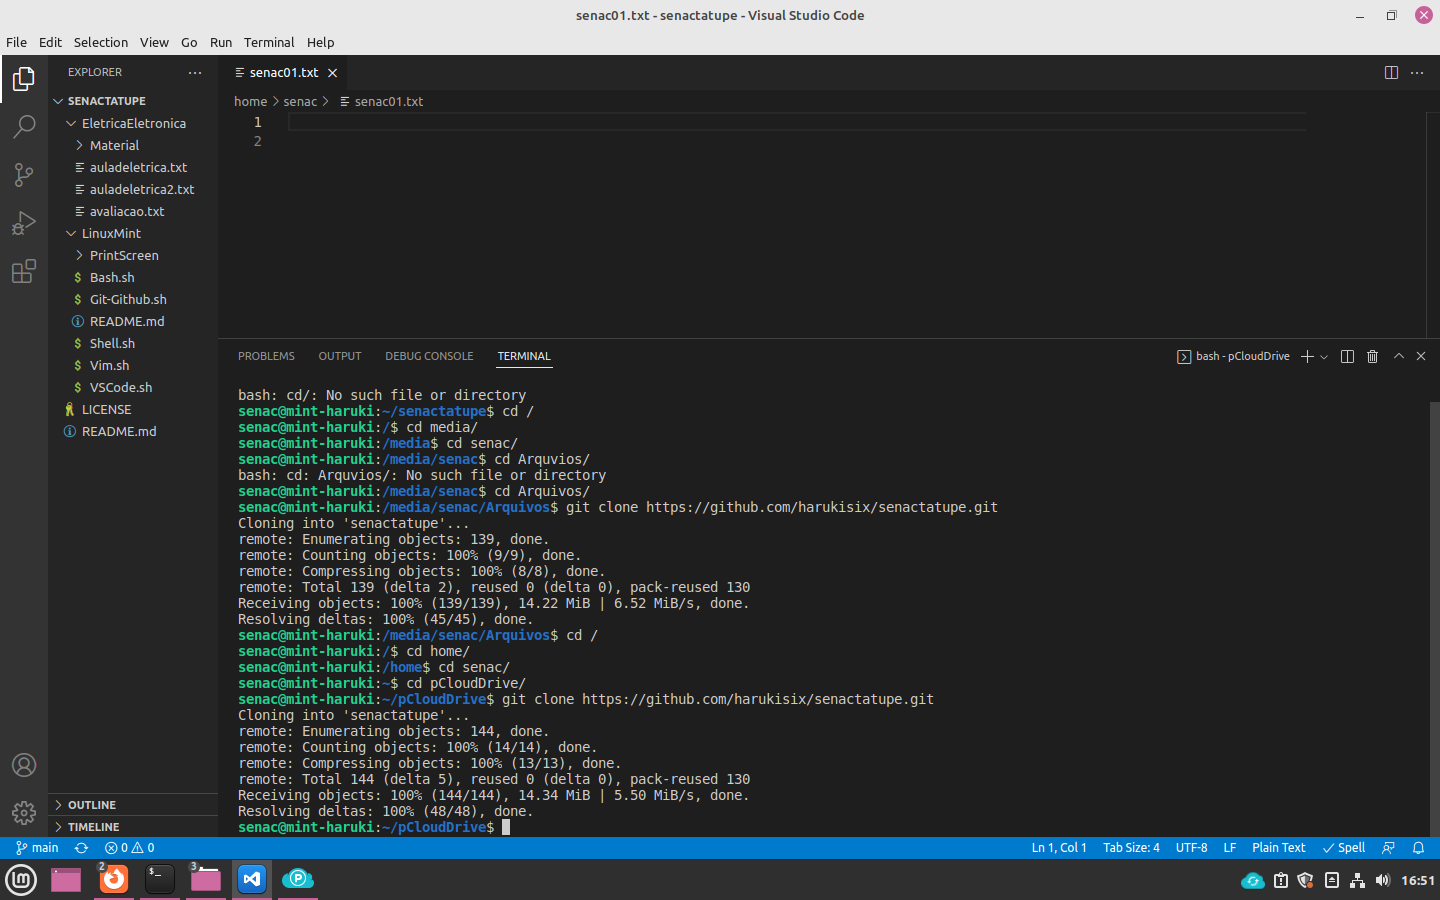 senac01.txt - senactatupe - Visual Studio Code
File Edit Selection View Go Run Terminal Help
EXPLORER
SENACTATUPE
EletricaEletronica
Material
auladeletrica.txt
auladeletrica2.txt
avaliacao.txt
LinuxMint
PrintScreen
$ Bash.sh
$ Git-Github.sh
README.md
$ Shell.sh
$ Vim.sh
$ VSCode.sh
LICENSE
README.md
OUTLINE
TIMELINE
senac01.txt
home > senac > senac01.txt
1
2
PROBLEMS OUTPUT DEBUG CONSOLE TERMINAL
bash - pCloudDrive
bash: cd/: No such file or directory
senac@mint-haruki:~/senactatupe$ cd /
senac@mint-haruki:/$ cd media/
senac@mint-haruki:/media$ cd senac/
senac@mint-haruki:/media/senac$ cd Arquvios/
bash: cd: Arquvios/: No such file or directory
senac@mint-haruki:/media/senac$ cd Arquivos/
senac@mint-haruki:/media/senac/Arquivos$ git clone https://github.com/harukisix/senactatupe.git
Cloning into 'senactatupe'...
remote: Enumerating objects: 139, done.
remote: Counting objects: 100% (9/9), done.
remote: Compressing objects: 100% (8/8), done.
remote: Total 139 (delta 2), reused 0 (delta 0), pack-reused 130
Receiving objects: 100% (139/139), 14.22 MiB | 6.52 MiB/s, done.
Resolving deltas: 100% (45/45), done.
senac@mint-haruki:/media/senac/Arquivos$ cd /
senac@mint-haruki:/$ cd home/
senac@mint-haruki:/home$ cd senac/
senac@mint-haruki:~$ cd pCloudDrive/
senac@mint-haruki:~/pCloudDrive$ git clone https://github.com/harukisix/senactatupe.git
Cloning into 'senactatupe'...
remote: Enumerating objects: 144, done.
remote: Counting objects: 100% (14/14), done.
remote: Compressing objects: 100% (13/13), done.
remote: Total 144 (delta 5), reused 0 (delta 0), pack-reused 130
Receiving objects: 100% (144/144), 14.34 MiB | 5.50 MiB/s, done.
Resolving deltas: 100% (48/48), done.
senac@mint-haruki:~/pCloudDrive$
main 0 0 Ln 1, Col 1 Tab Size: 4 UTF-8 LF Plain Text Spell
2 $_ 3 P 16:51